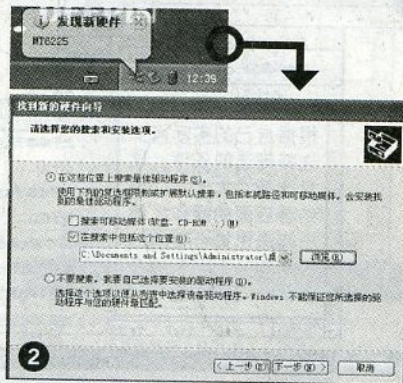 发现新硬件
MT6225
12:39
找到新的硬件向导
请选择您的搜索和安装选项。
在这些位置上搜索最佳驱动程序(S)。
使用下列的复选框限制或扩展默认搜索，包括本机路径和可移动媒体。会安装找
到的最佳驱动程序。
搜索可移动媒体(软盘、CD-ROM...)(M)
在搜索中包括这个位置(O):
C:\Documents and Settings\Administrator\桌
浏览(R)
不要搜索。我要自己选择要安装的驱动程序(D)。
选择这个选项以便从列表中选择设备驱动程序。Windows 不能保证您所选择的驱
动程序与您的硬件最匹配。
2
< 上一步(B) 下一步(N) > 取消